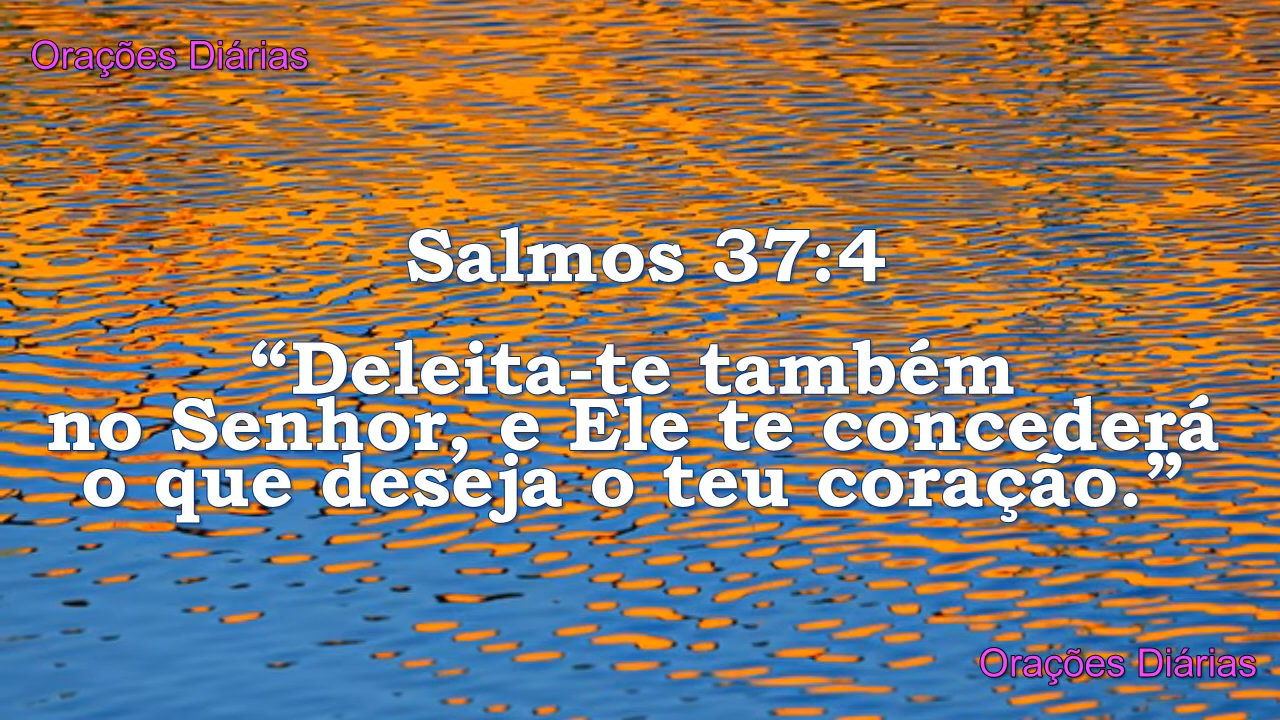 Orações Diárias
Salmos 37:4
“Deleita-te também
no Senhor, e Ele te concederá
o que deseja o teu coração.”
Orações Diárias